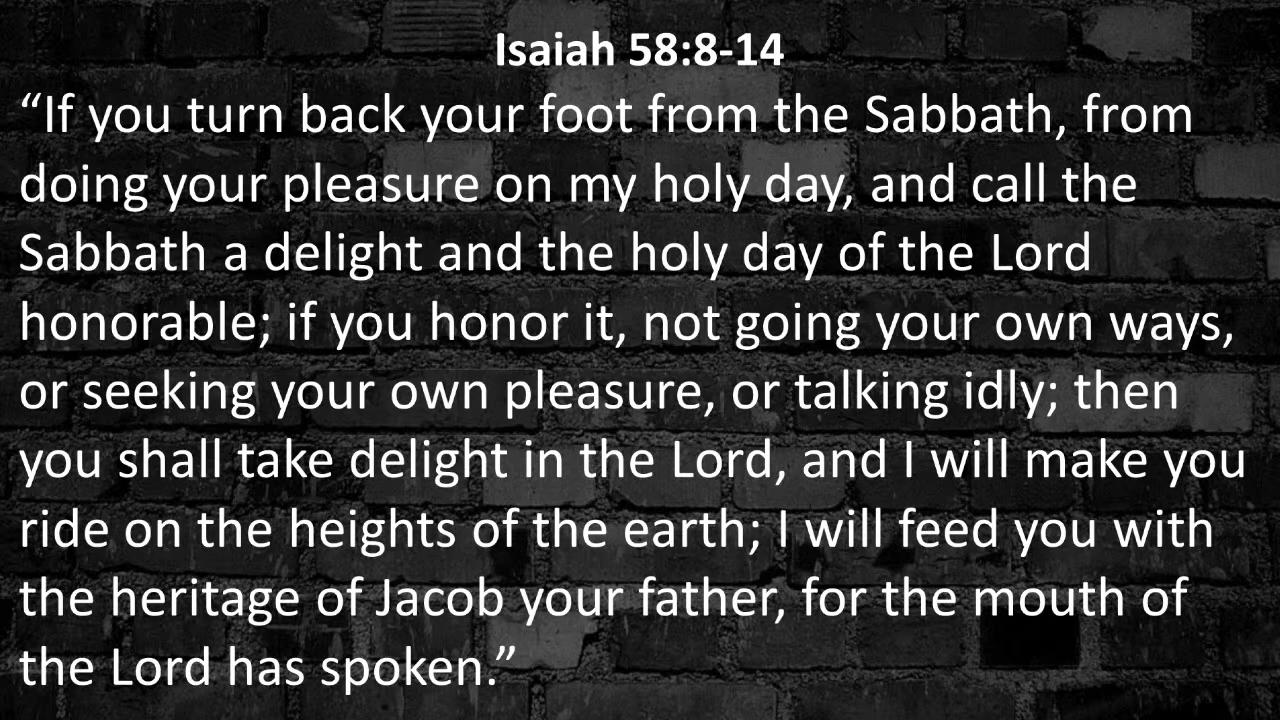 Isaiah 58:8-14
“If you turn back your foot from the Sabbath, from
doing your pleasure on my holy day, and call the
Sabbath a delight and the holy day of the Lord
honorable; if you honor it, not going your own ways,
or seeking your own pleasure, or talking idly; then
you shall take delight in the Lord, and I will make you
ride on the heights of the earth; I will feed you with
the heritage of Jacob your father, for the mouth of
the Lord has spoken.”